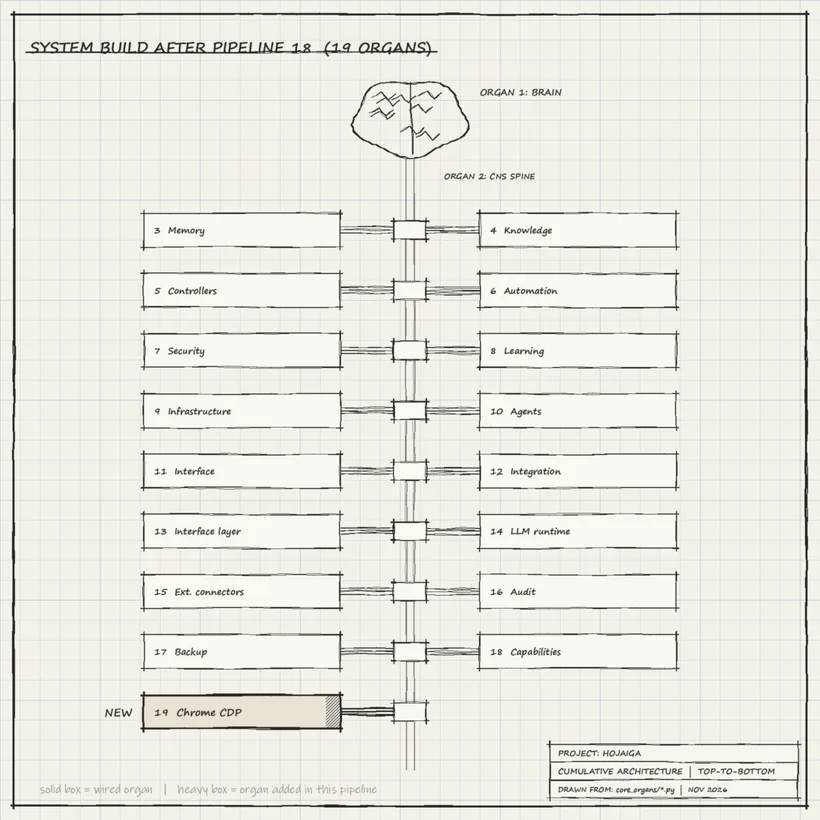 SYSTEM BUILD AFTER PIPELINE 18 (19 ORGANS)
ORGAN 1: BRAIN
ORGAN 2: CNS SPINE
3 Memory
4 Knowledge
5 Controllers
6 Automation
7 Security
8 Learning
9 Infrastructure
10 Agents
11 Interface
12 Integration
13 Interface layer
14 LLM runtime
15 Ext. connectors
16 Audit
17 Backup
18 Capabilities
NEW
19 Chrome CDP
PROJECT: HOJAIGA
CUMULATIVE ARCHITECTURE | TOP-TO-BOTTOM
DRAWN FROM: core_organs/*.py | NOV 2026
solid box = wired organ | heavy box = organ added in this pipeline